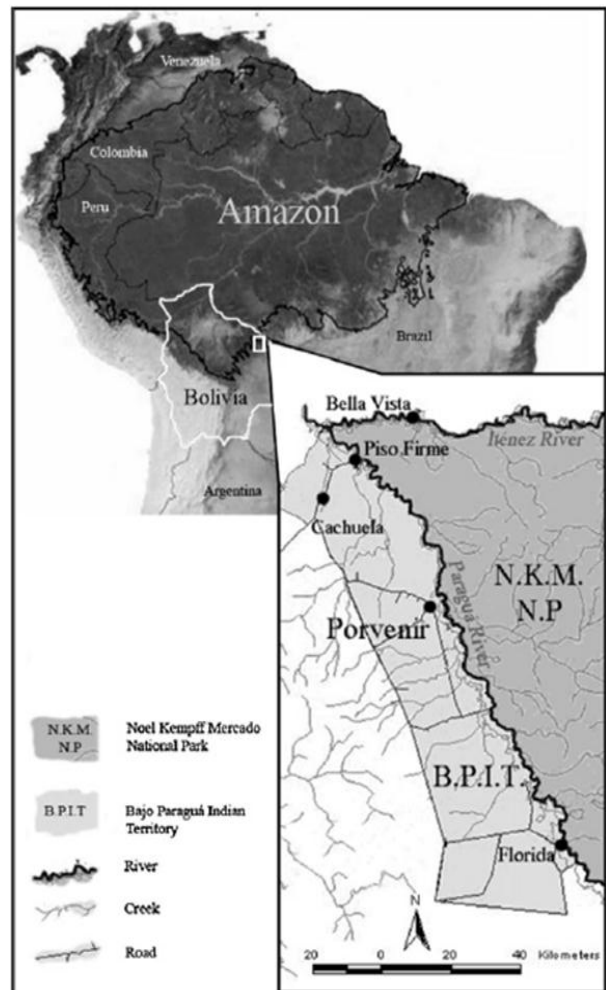 Venezuela
Colombia
Peru
Amazon
Brazil
Bolivia
Argentina
Bella Vista
Iténez River
Piso Firme
Cachuela
Paraguá River
N.K.M.
N.P
Porvenir
B.P.I.T.
Florida
N
20 0 20 40 Kilometers
N.K.M.
N.P
Noel Kempff Mercado
National Park
B.P.I.T
Bajo Paraguá Indian
Territory
River
Creek
Road